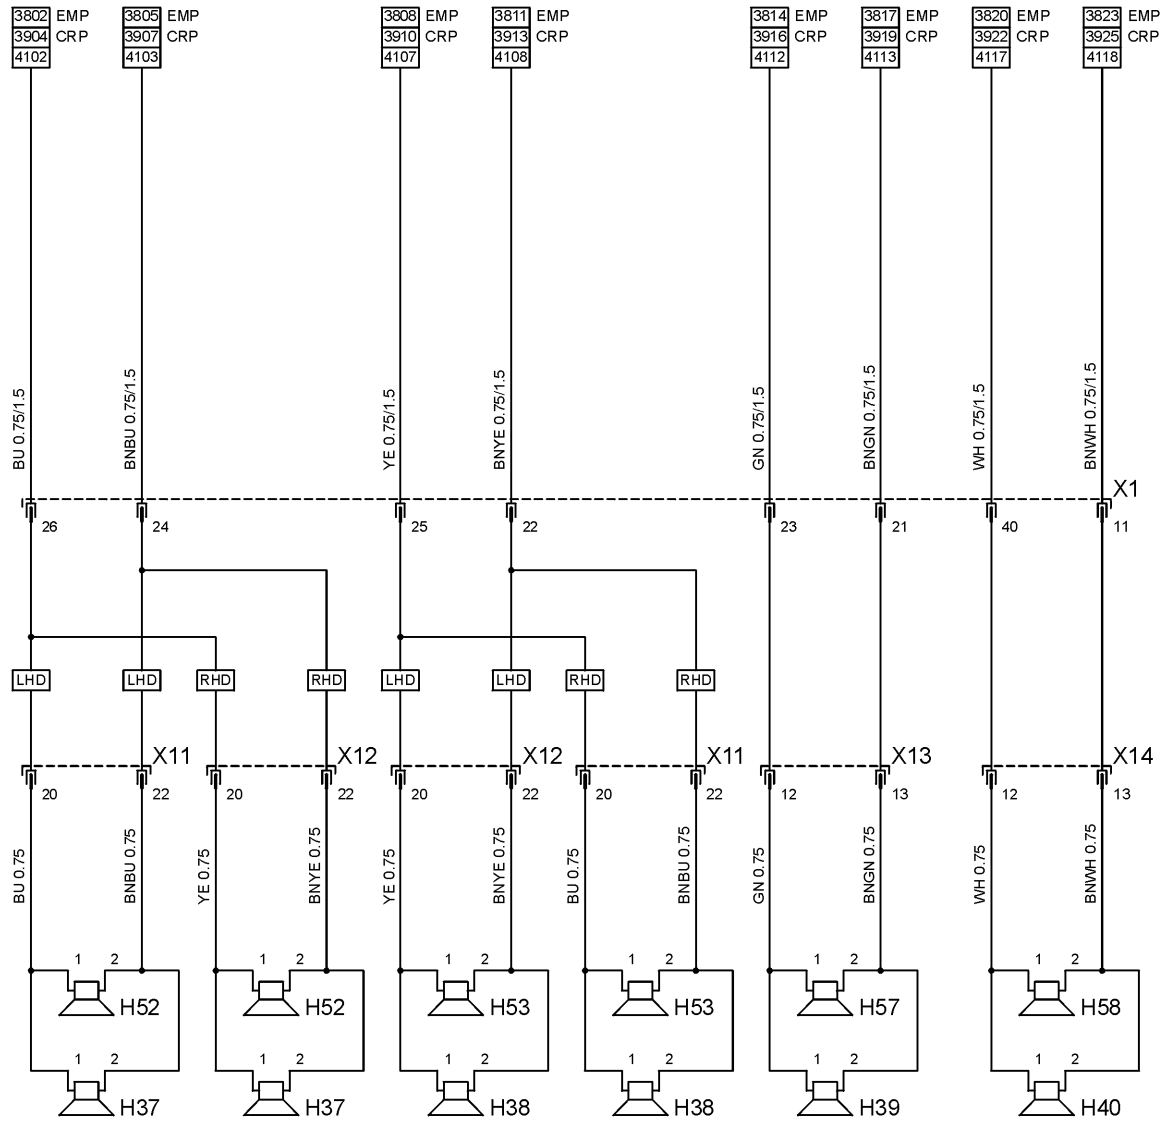 3802 EMP 3805 EMP 3808 EMP 3811 EMP 3814 EMP 3817 EMP 3820 EMP 3823 EMP
3904 CRP 3907 CRP 3910 CRP 3913 CRP 3916 CRP 3919 CRP 3922 CRP 3925 CRP
4102 4103 4107 4108 4112 4113 4117 4118
BU 0.75/1.5
BNBU 0.75/1.5
YE 0.75/1.5
BNYE 0.75/1.5
GN 0.75/1.5
BNGN 0.75/1.5
WH 0.75/1.5
BNWH 0.75/1.5
X1
26 24 25 22 23 21 40 11
LHD LHD RHD RHD LHD LHD RHD RHD
X11 X12 X12 X11 X13 X14
20 22 20 22 20 22 20 22 12 13 12 13
BU 0.75
BNBU 0.75
YE 0.75
BNYE 0.75
YE 0.75
BNYE 0.75
BU 0.75
BNBU 0.75
GN 0.75
BNGN 0.75
WH 0.75
BNWH 0.75
1 2 1 2 1 2 1 2 1 2 1 2
H52 H52 H53 H53 H57 H58
1 2 1 2 1 2 1 2 1 2 1 2
H37 H37 H38 H38 H39 H40